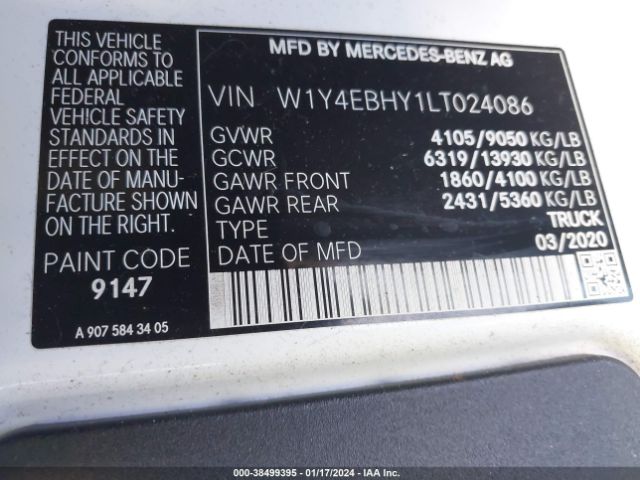 THIS VEHICLE
CONFORMS TO
ALL APPLICABLE
FEDERAL MOTOR
VEHICLE SAFETY
STANDARDS IN
EFFECT ON THE
DATE OF MANU-
FACTURE SHOWN
ON THE RIGHT.
PAINT CODE
9147
A 907 584 34 05
MFD BY MERCEDES-BENZ AG
VIN W1Y4EBHY1LT024086
GVWR 4105/9050 KG/LB
GCWR 6319/13930 KG/LB
GAWR FRONT 1860/4100 KG/LB
GAWR REAR 2431/5360 KG/LB
TYPE TRUCK
DATE OF MFD 03/2020
000-38499395 - 01/17/2024 - IAAI.com